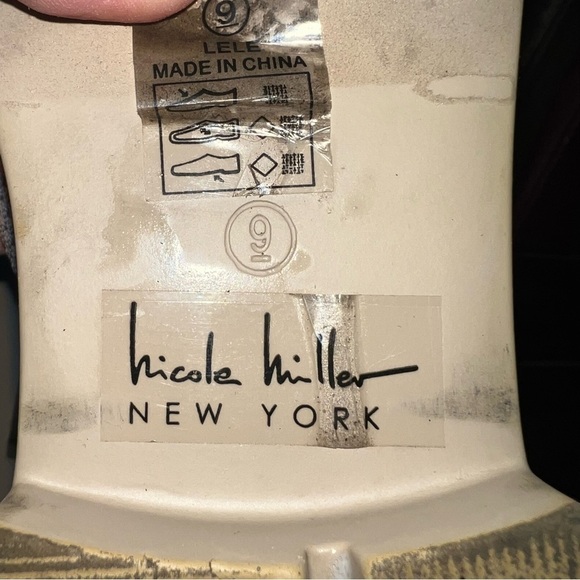 9
LELE
MADE IN CHINA
9
nicole miller
NEW YORK